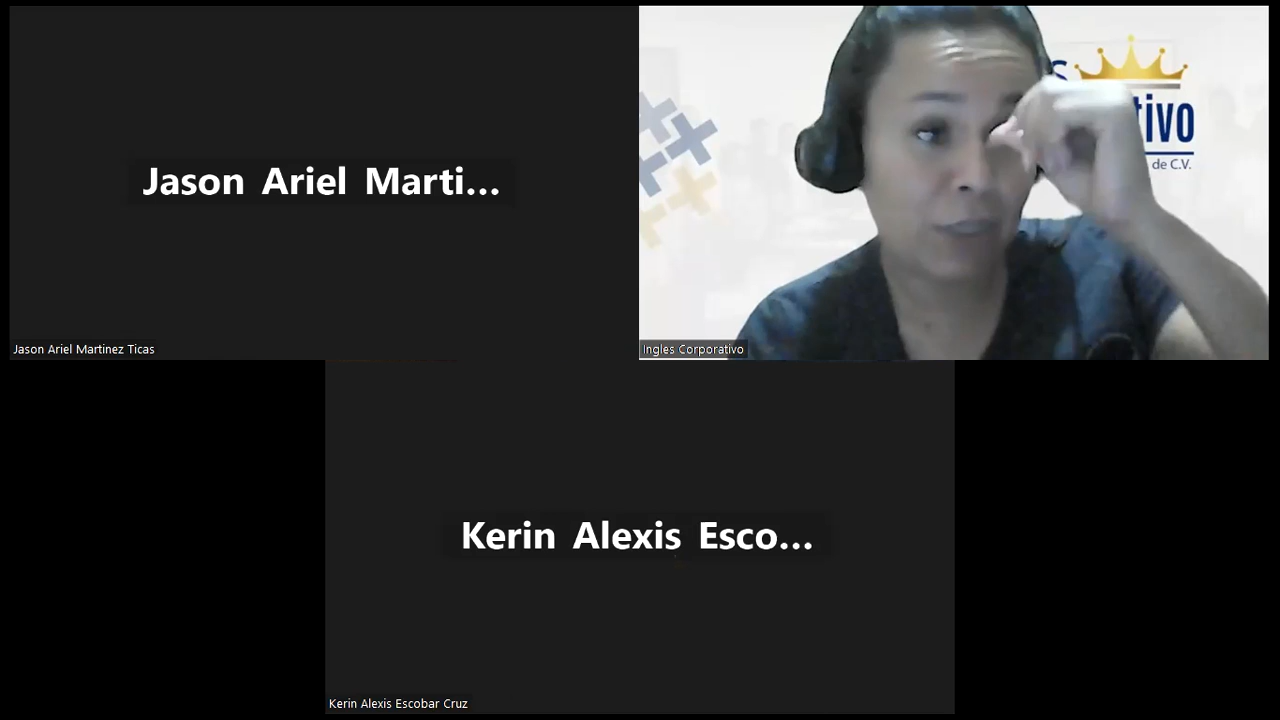 Jason Ariel Marti...
Jason Ariel Martinez Ticas
S
tivo
de C.V.
Ingles Corporativo
Kerin Alexis Esco...
Kerin Alexis Escobar Cruz